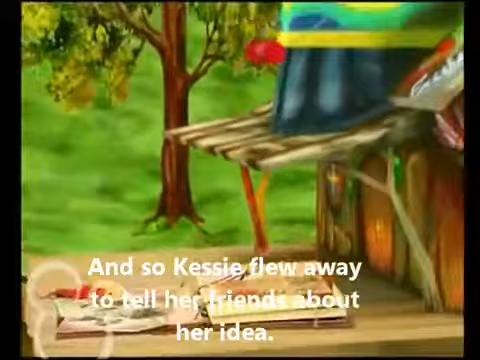 And so Kessie flew away
to tell her friends about
her idea.